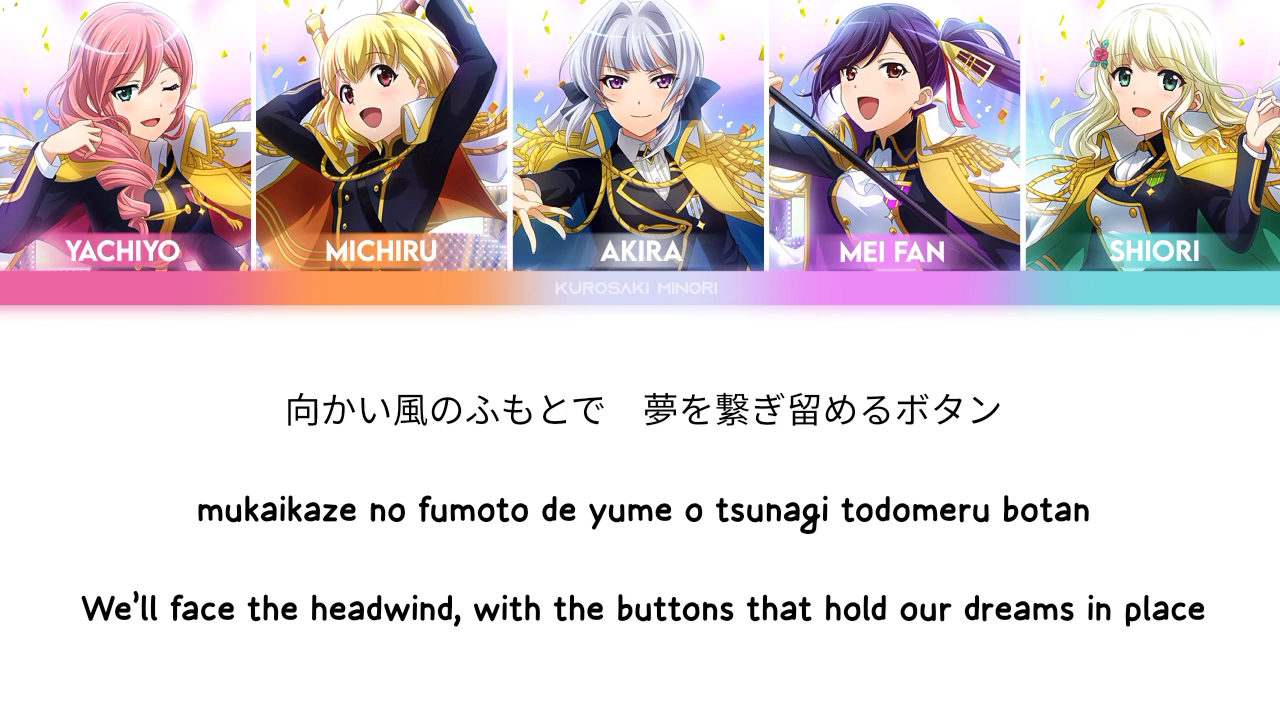 YACHIYO
MICHIRU
AKIRA
MEI FAN
SHIORI
KUROSAKI MINORI
向かい風のふもとで　夢を繋ぎ留めるボタン
mukaikaze no fumoto de yume o tsunagi todomeru botan
We'll face the headwind, with the buttons that hold our dreams in place